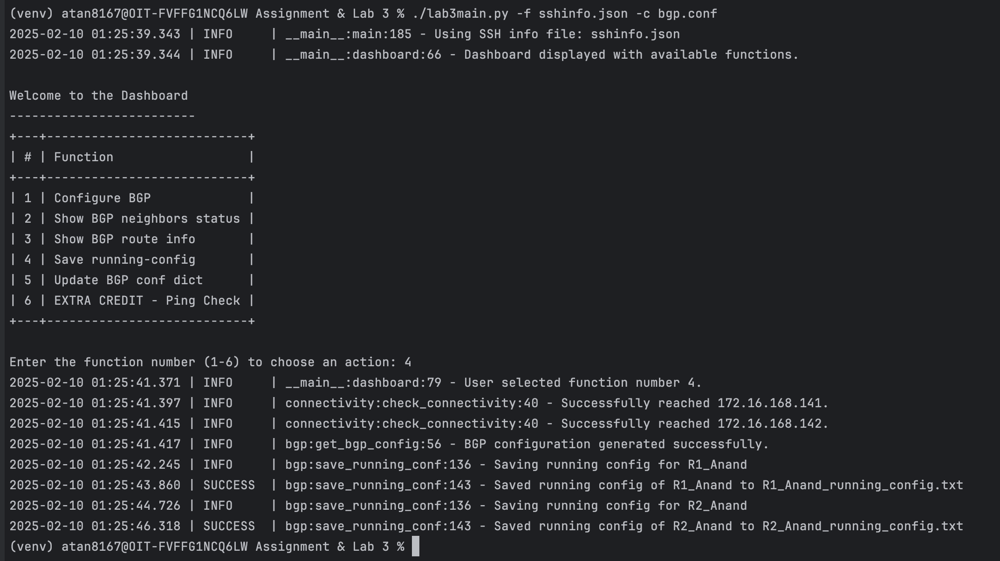 (venv) atan8167@OIT-FVFFG1NCQ6LW Assignment & Lab 3 % ./lab3main.py -f sshinfo.json -c bgp.conf
2025-02-10 01:25:39.343 | INFO     | __main__:main:185 - Using SSH info file: sshinfo.json
2025-02-10 01:25:39.344 | INFO     | __main__:dashboard:66 - Dashboard displayed with available functions.
Welcome to the Dashboard
-------------------------
+---+---------------------------+
| # | Function                  |
+---+---------------------------+
| 1 | Configure BGP             |
| 2 | Show BGP neighbors status |
| 3 | Show BGP route info       |
| 4 | Save running-config       |
| 5 | Update BGP conf dict      |
| 6 | EXTRA CREDIT - Ping Check |
+---+---------------------------+
Enter the function number (1-6) to choose an action: 4
2025-02-10 01:25:41.371 | INFO     | __main__:dashboard:79 - User selected function number 4.
2025-02-10 01:25:41.397 | INFO     | connectivity:check_connectivity:40 - Successfully reached 172.16.168.141.
2025-02-10 01:25:41.415 | INFO     | connectivity:check_connectivity:40 - Successfully reached 172.16.168.142.
2025-02-10 01:25:41.417 | INFO     | bgp:get_bgp_config:56 - BGP configuration generated successfully.
2025-02-10 01:25:42.245 | INFO     | bgp:save_running_conf:136 - Saving running config for R1_Anand
2025-02-10 01:25:43.860 | SUCCESS  | bgp:save_running_conf:143 - Saved running config of R1_Anand to R1_Anand_running_config.txt
2025-02-10 01:25:44.726 | INFO     | bgp:save_running_conf:136 - Saving running config for R2_Anand
2025-02-10 01:25:46.318 | SUCCESS  | bgp:save_running_conf:143 - Saved running config of R2_Anand to R2_Anand_running_config.txt
(venv) atan8167@OIT-FVFFG1NCQ6LW Assignment & Lab 3 %